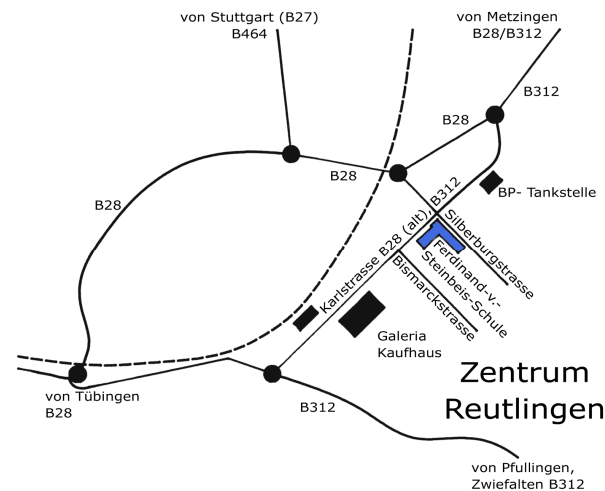 von Stuttgart (B27)
B464
von Metzingen
B28/B312
B312
B28
B28
BP- Tankstelle
B28
Karlstrasse B28 (alt), B312
Silberburgstrasse
Ferdinand-v.-
Steinbeis-Schule
Bismarckstrasse
Galeria
Kaufhaus
Zentrum
Reutlingen
von Tübingen
B28
B312
von Pfullingen,
Zwiefalten B312